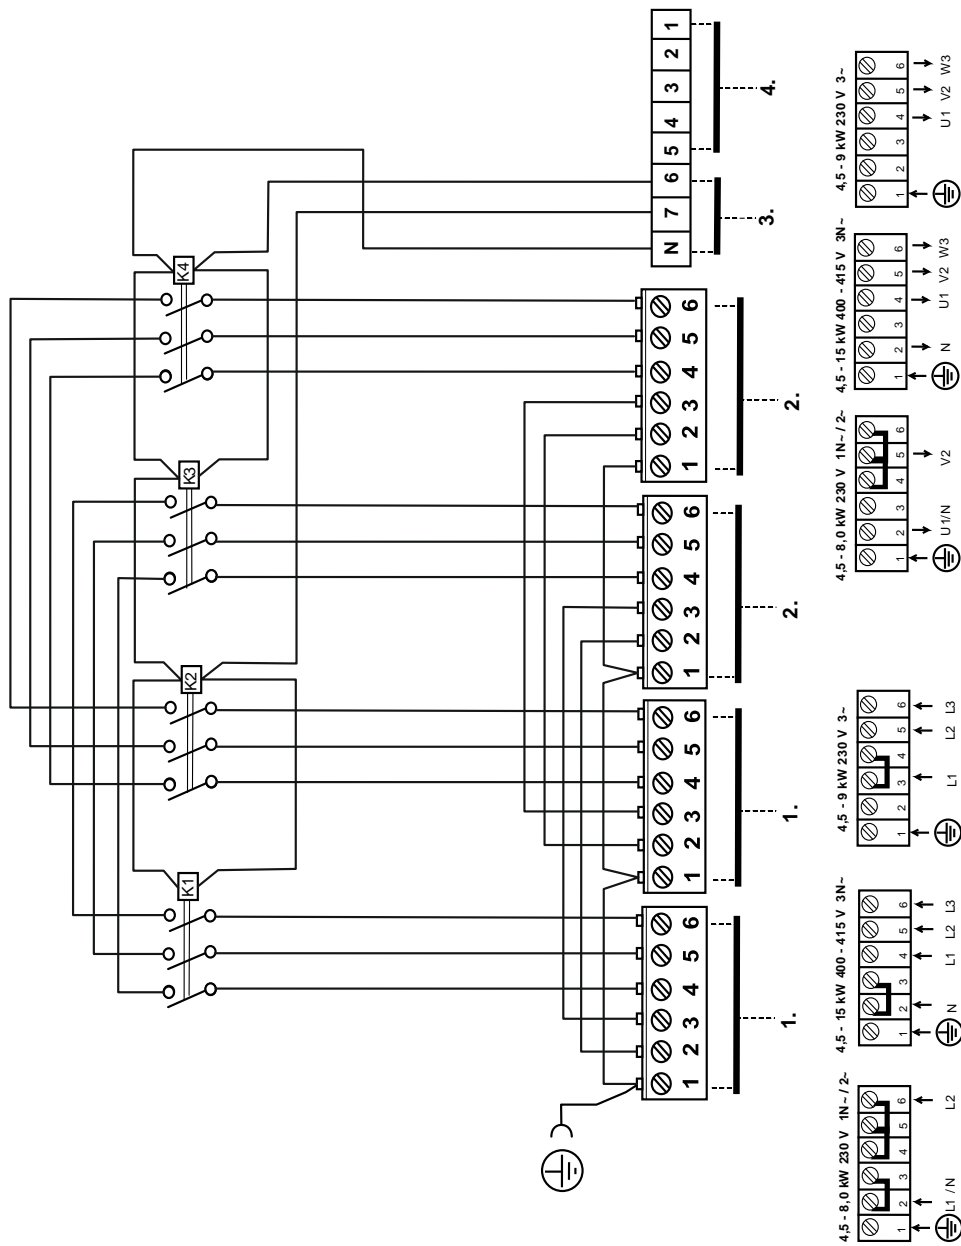 K1 K2 K3 K4
1 2 3 4 5 6 1 2 3 4 5 6 1 2 3 4 5 6 1 2 3 4 5 6 N 7 6 5 4 3 2 1
1. 1. 2. 2. 3. 4.
4,5 - 8,0 kW 230 V 1N~ / 2~
1 2 3 4 5 6
L1 / N L2
4,5 - 15 kW 400 - 415 V 3N~
1 2 3 4 5 6
N L1 L2 L3
4,5 - 9 kW 230 V 3~
1 2 3 4 5 6
L1 L2 L3
4,5 - 8,0 kW 230 V 1N~ / 2~
1 2 3 4 5 6
U1/N V2
4,5 - 15 kW 400 - 415 V 3N~
1 2 3 4 5 6
N U1 V2 W3
4,5 - 9 kW 230 V 3~
1 2 3 4 5 6
U1 V2 W3